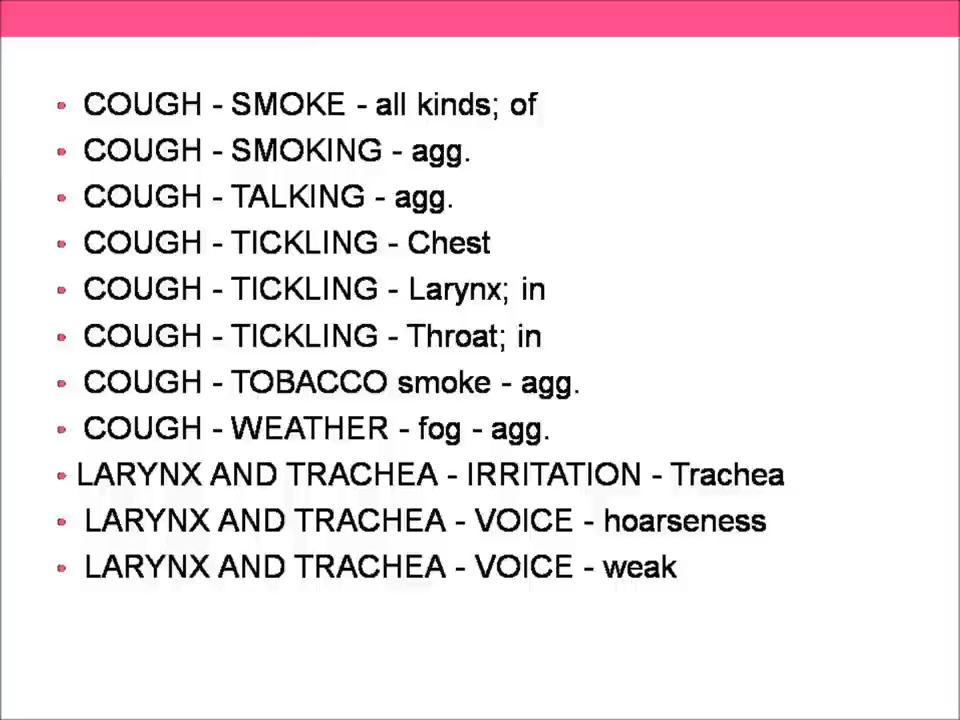 • COUGH - SMOKE - all kinds; of
• COUGH - SMOKING - agg.
• COUGH - TALKING - agg.
• COUGH - TICKLING - Chest
• COUGH - TICKLING - Larynx; in
• COUGH - TICKLING - Throat; in
• COUGH - TOBACCO smoke - agg.
• COUGH - WEATHER - fog - agg.
• LARYNX AND TRACHEA - IRRITATION - Trachea
• LARYNX AND TRACHEA - VOICE - hoarseness
• LARYNX AND TRACHEA - VOICE - weak